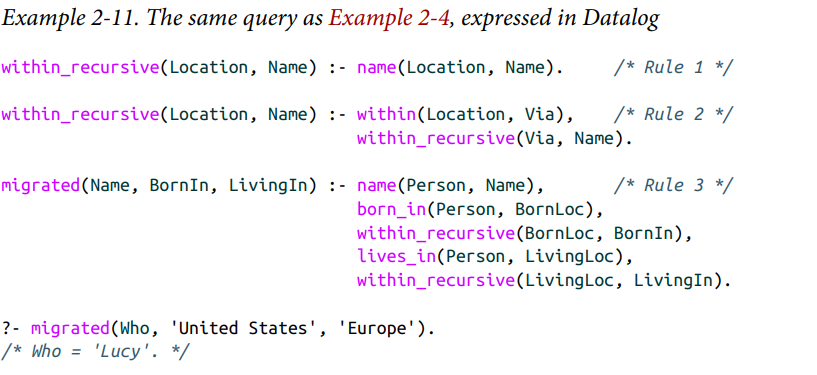 Example 2-11. The same query as Example 2-4, expressed in Datalog
within_recursive(Location, Name) :- name(Location, Name).     /* Rule 1 */
within_recursive(Location, Name) :- within(Location, Via),    /* Rule 2 */
                                    within_recursive(Via, Name).
migrated(Name, BornIn, LivingIn) :- name(Person, Name),       /* Rule 3 */
                                    born_in(Person, BornLoc),
                                    within_recursive(BornLoc, BornIn),
                                    lives_in(Person, LivingLoc),
                                    within_recursive(LivingLoc, LivingIn).
?- migrated(Who, 'United States', 'Europe').
/* Who = 'Lucy'. */